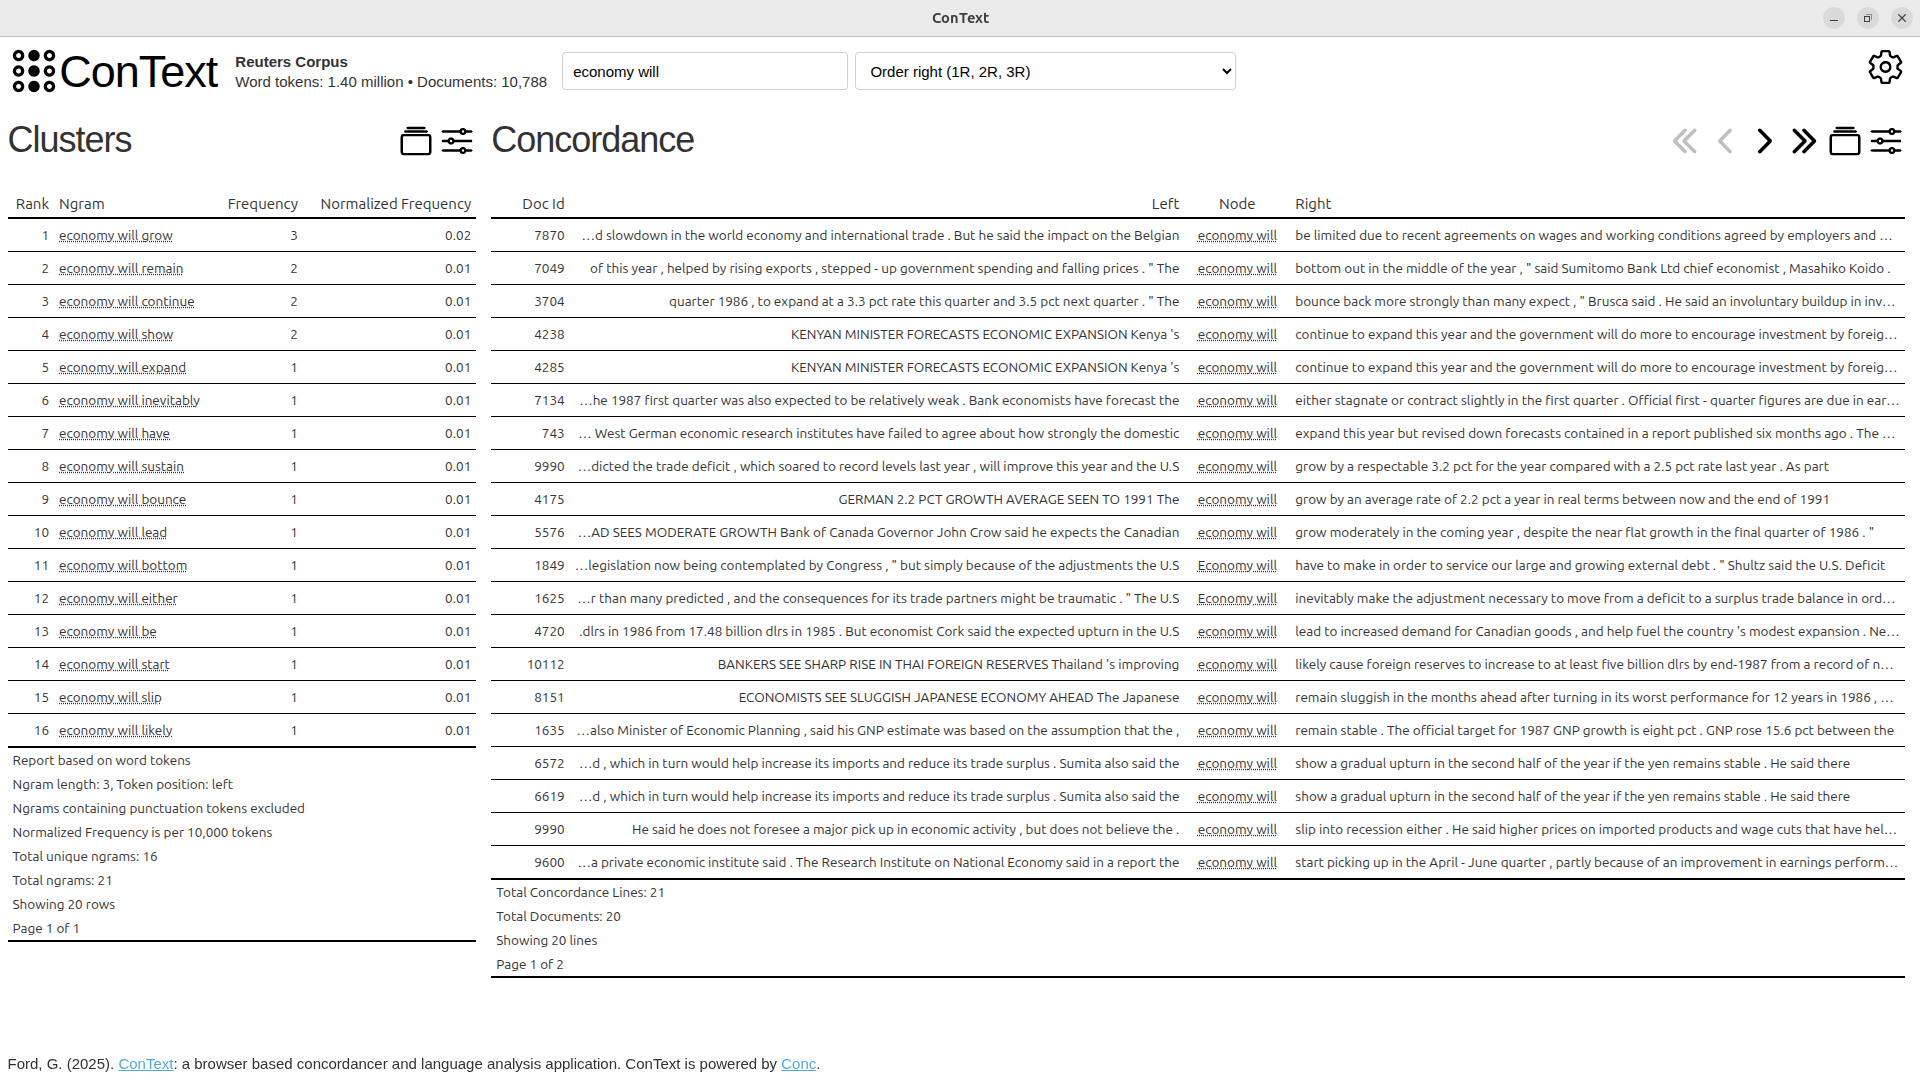 ConText
ConText
Reuters Corpus
Word tokens: 1.40 million • Documents: 10,788
economy will
Order right (1R, 2R, 3R)
Clusters
Rank Ngram Frequency Normalized Frequency
1 economy will grow 3 0.02
2 economy will remain 2 0.01
3 economy will continue 2 0.01
4 economy will show 2 0.01
5 economy will expand 1 0.01
6 economy will inevitably 1 0.01
7 economy will have 1 0.01
8 economy will sustain 1 0.01
9 economy will bounce 1 0.01
10 economy will lead 1 0.01
11 economy will bottom 1 0.01
12 economy will either 1 0.01
13 economy will be 1 0.01
14 economy will start 1 0.01
15 economy will slip 1 0.01
16 economy will likely 1 0.01
Report based on word tokens
Ngram length: 3, Token position: left
Ngrams containing punctuation tokens excluded
Normalized Frequency is per 10,000 tokens
Total unique ngrams: 16
Total ngrams: 21
Showing 20 rows
Page 1 of 1
Concordance
Doc Id Left Node Right
7870 …d slowdown in the world economy and international trade . But he said the impact on the Belgian economy will be limited due to recent agreements on wages and working conditions agreed by employers and …
7049 of this year , helped by rising exports , stepped - up government spending and falling prices . " The economy will bottom out in the middle of the year , " said Sumitomo Bank Ltd chief economist , Masahiko Koido .
3704 quarter 1986 , to expand at a 3.3 pct rate this quarter and 3.5 pct next quarter . " The economy will bounce back more strongly than many expect , " Brusca said . He said an involuntary buildup in inv…
4238 KENYAN MINISTER FORECASTS ECONOMIC EXPANSION Kenya 's economy will continue to expand this year and the government will do more to encourage investment by foreig…
4285 KENYAN MINISTER FORECASTS ECONOMIC EXPANSION Kenya 's economy will continue to expand this year and the government will do more to encourage investment by foreig…
7134 …he 1987 first quarter was also expected to be relatively weak . Bank economists have forecast the economy will either stagnate or contract slightly in the first quarter . Official first - quarter figures are due in ear…
743 … West German economic research institutes have failed to agree about how strongly the domestic economy will expand this year but revised down forecasts contained in a report published six months ago . The …
9990 …dicted the trade deficit , which soared to record levels last year , will improve this year and the U.S economy will grow by a respectable 3.2 pct for the year compared with a 2.5 pct rate last year . As part
4175 GERMAN 2.2 PCT GROWTH AVERAGE SEEN TO 1991 The economy will grow by an average rate of 2.2 pct a year in real terms between now and the end of 1991
5576 …AD SEES MODERATE GROWTH Bank of Canada Governor John Crow said he expects the Canadian economy will grow moderately in the coming year , despite the near flat growth in the final quarter of 1986 . "
1849 …legislation now being contemplated by Congress , " but simply because of the adjustments the U.S Economy will have to make in order to service our large and growing external debt . " Shultz said the U.S. Deficit
1625 …r than many predicted , and the consequences for its trade partners might be traumatic . " The U.S Economy will inevitably make the adjustment necessary to move from a deficit to a surplus trade balance in ord…
4720 .dlrs in 1986 from 17.48 billion dlrs in 1985 . But economist Cork said the expected upturn in the U.S economy will lead to increased demand for Canadian goods , and help fuel the country 's modest expansion . Ne…
10112 BANKERS SEE SHARP RISE IN THAI FOREIGN RESERVES Thailand 's improving economy will likely cause foreign reserves to increase to at least five billion dlrs by end-1987 from a record of n…
8151 ECONOMISTS SEE SLUGGISH JAPANESE ECONOMY AHEAD The Japanese economy will remain sluggish in the months ahead after turning in its worst performance for 12 years in 1986 , …
1635 …also Minister of Economic Planning , said his GNP estimate was based on the assumption that the , economy will remain stable . The official target for 1987 GNP growth is eight pct . GNP rose 15.6 pct between the
6572 …d , which in turn would help increase its imports and reduce its trade surplus . Sumita also said the economy will show a gradual upturn in the second half of the year if the yen remains stable . He said there
6619 …d , which in turn would help increase its imports and reduce its trade surplus . Sumita also said the economy will show a gradual upturn in the second half of the year if the yen remains stable . He said there
9990 He said he does not foresee a major pick up in economic activity , but does not believe the . economy will slip into recession either . He said higher prices on imported products and wage cuts that have hel…
9600 …a private economic institute said . The Research Institute on National Economy said in a report the economy will start picking up in the April - June quarter , partly because of an improvement in earnings perform…
Total Concordance Lines: 21
Total Documents: 20
Showing 20 lines
Page 1 of 2
Ford, G. (2025). ConText: a browser based concordancer and language analysis application. ConText is powered by Conc.